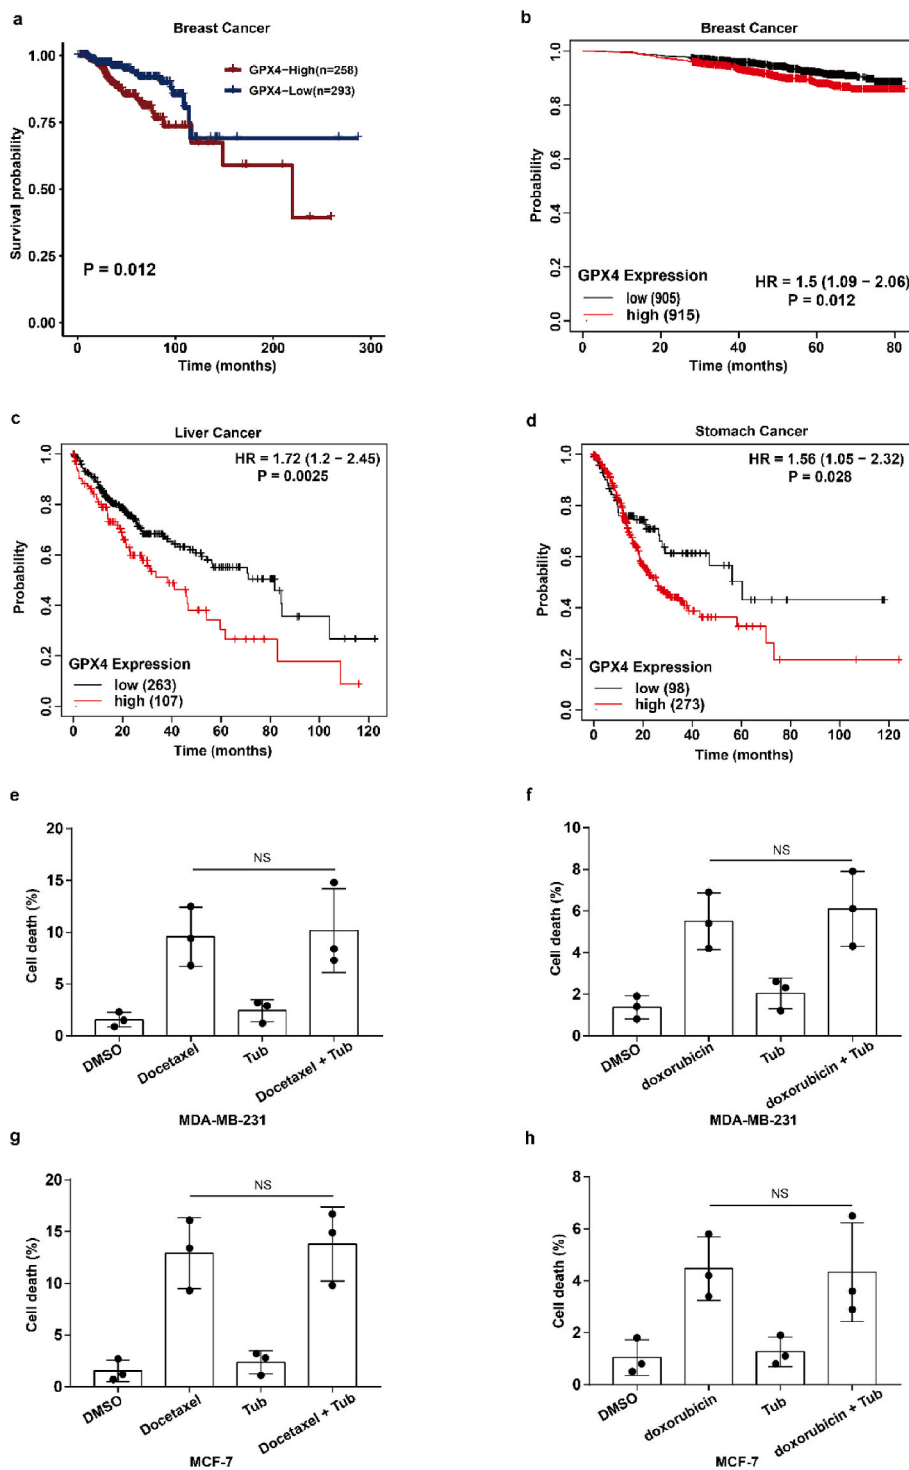 a
Breast Cancer
Survival probability
1.00
0.75
0.50
0.25
0.00
GPX4-High(n=258)
GPX4-Low(n=293)
P = 0.012
0 100 200 300
Time (months)
b
Breast Cancer
Probability
1.0
0.8
0.6
0.4
0.2
0.0
GPX4 Expression
low (905)
high (915)
HR = 1.5 (1.09 − 2.06)
P = 0.012
0 20 40 60 80
Time (months)
c
Liver Cancer
HR = 1.72 (1.2 − 2.45)
P = 0.0025
Probability
1.0
0.8
0.6
0.4
0.2
0.0
GPX4 Expression
low (263)
high (107)
0 20 40 60 80 100 120
Time (months)
d
Stomach Cancer
HR = 1.56 (1.05 − 2.32)
P = 0.028
Probability
1.0
0.8
0.6
0.4
0.2
0.0
GPX4 Expression
low (98)
high (273)
0 20 40 60 80 100 120
Time (months)
e
Cell death (%)
20
15
10
5
0
NS
DMSO
Docetaxel
Tub
Docetaxel + Tub
MDA-MB-231
f
Cell death (%)
10
8
6
4
2
0
NS
DMSO
doxorubicin
Tub
doxorubicin + Tub
MDA-MB-231
g
Cell death (%)
20
15
10
5
0
NS
DMSO
Docetaxel
Tub
Docetaxel + Tub
MCF-7
h
Cell death (%)
8
6
4
2
0
NS
DMSO
doxorubicin
Tub
doxorubicin + Tub
MCF-7